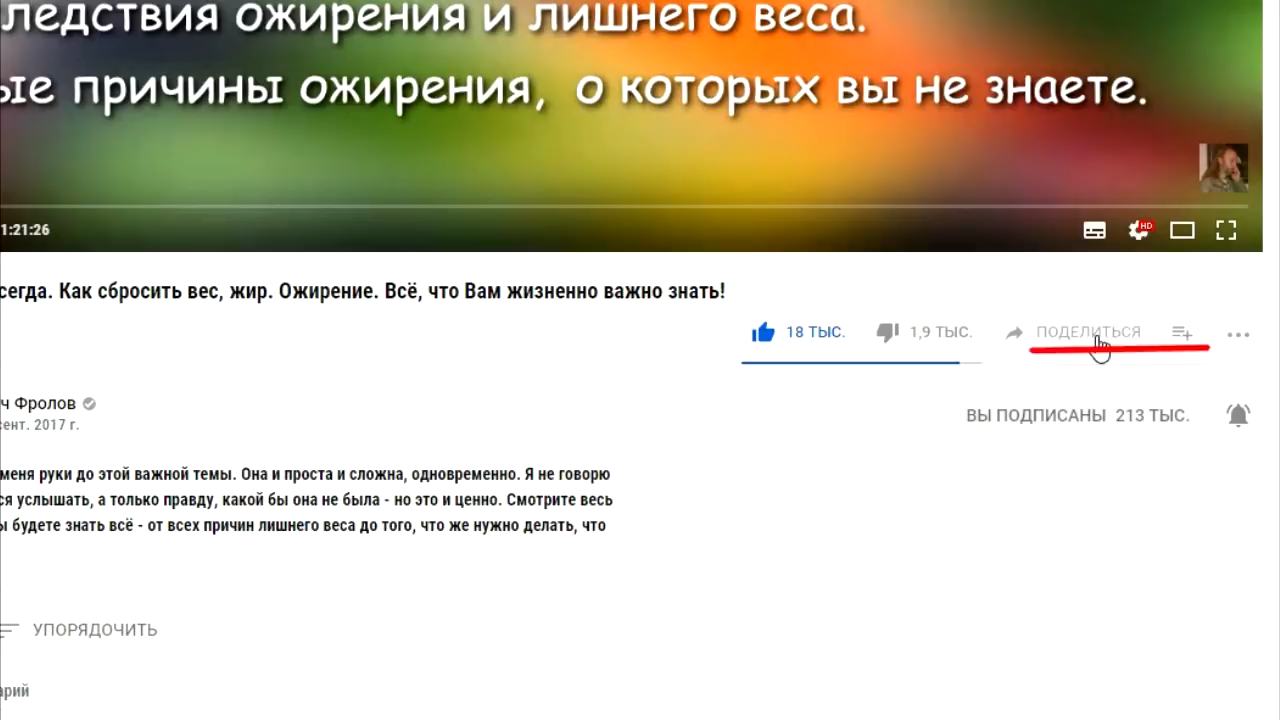 ледствия ожирения и лишнего веса.
ые причины ожирения, о которых вы не знаете.
1:21:26
HD
сегда. Как сбросить вес, жир. Ожирение. Всё, что Вам жизненно важно знать!
18 ТЫС. 1,9 ТЫС. ПОДЕЛИТЬСЯ
ч Фролов
сент. 2017 г.
ВЫ ПОДПИСАНЫ 213 ТЫС.
меня руки до этой важной темы. Она и проста и сложна, одновременно. Я не говорю
ся услышать, а только правду, какой бы она не была - но это и ценно. Смотрите весь
ы будете знать всё - от всех причин лишнего веса до того, что же нужно делать, что
УПОРЯДОЧИТЬ
арий